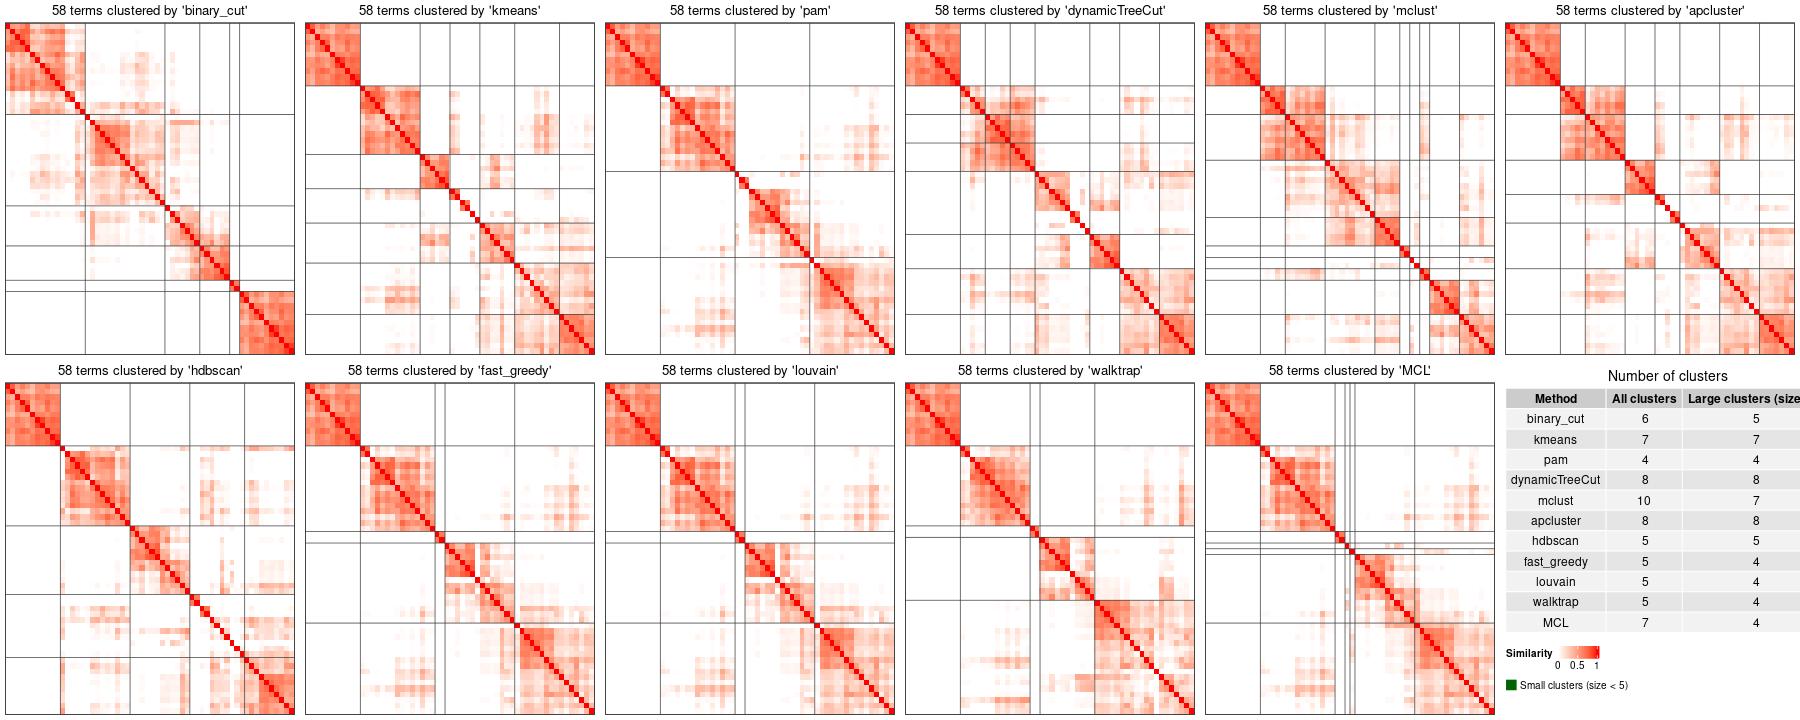 58 terms clustered by 'binary_cut'
58 terms clustered by 'kmeans'
58 terms clustered by 'pam'
58 terms clustered by 'dynamicTreeCut'
58 terms clustered by 'mclust'
58 terms clustered by 'apcluster'
58 terms clustered by 'hdbscan'
58 terms clustered by 'fast_greedy'
58 terms clustered by 'louvain'
58 terms clustered by 'walktrap'
58 terms clustered by 'MCL'
Number of clusters
Method All clusters Large clusters (size
binary_cut 6 5
kmeans 7 7
pam 4 4
dynamicTreeCut 8 8
mclust 10 7
apcluster 8 8
hdbscan 5 5
fast_greedy 5 4
louvain 5 4
walktrap 5 4
MCL 7 4
Similarity
0 0.5 1
Small clusters (size < 5)